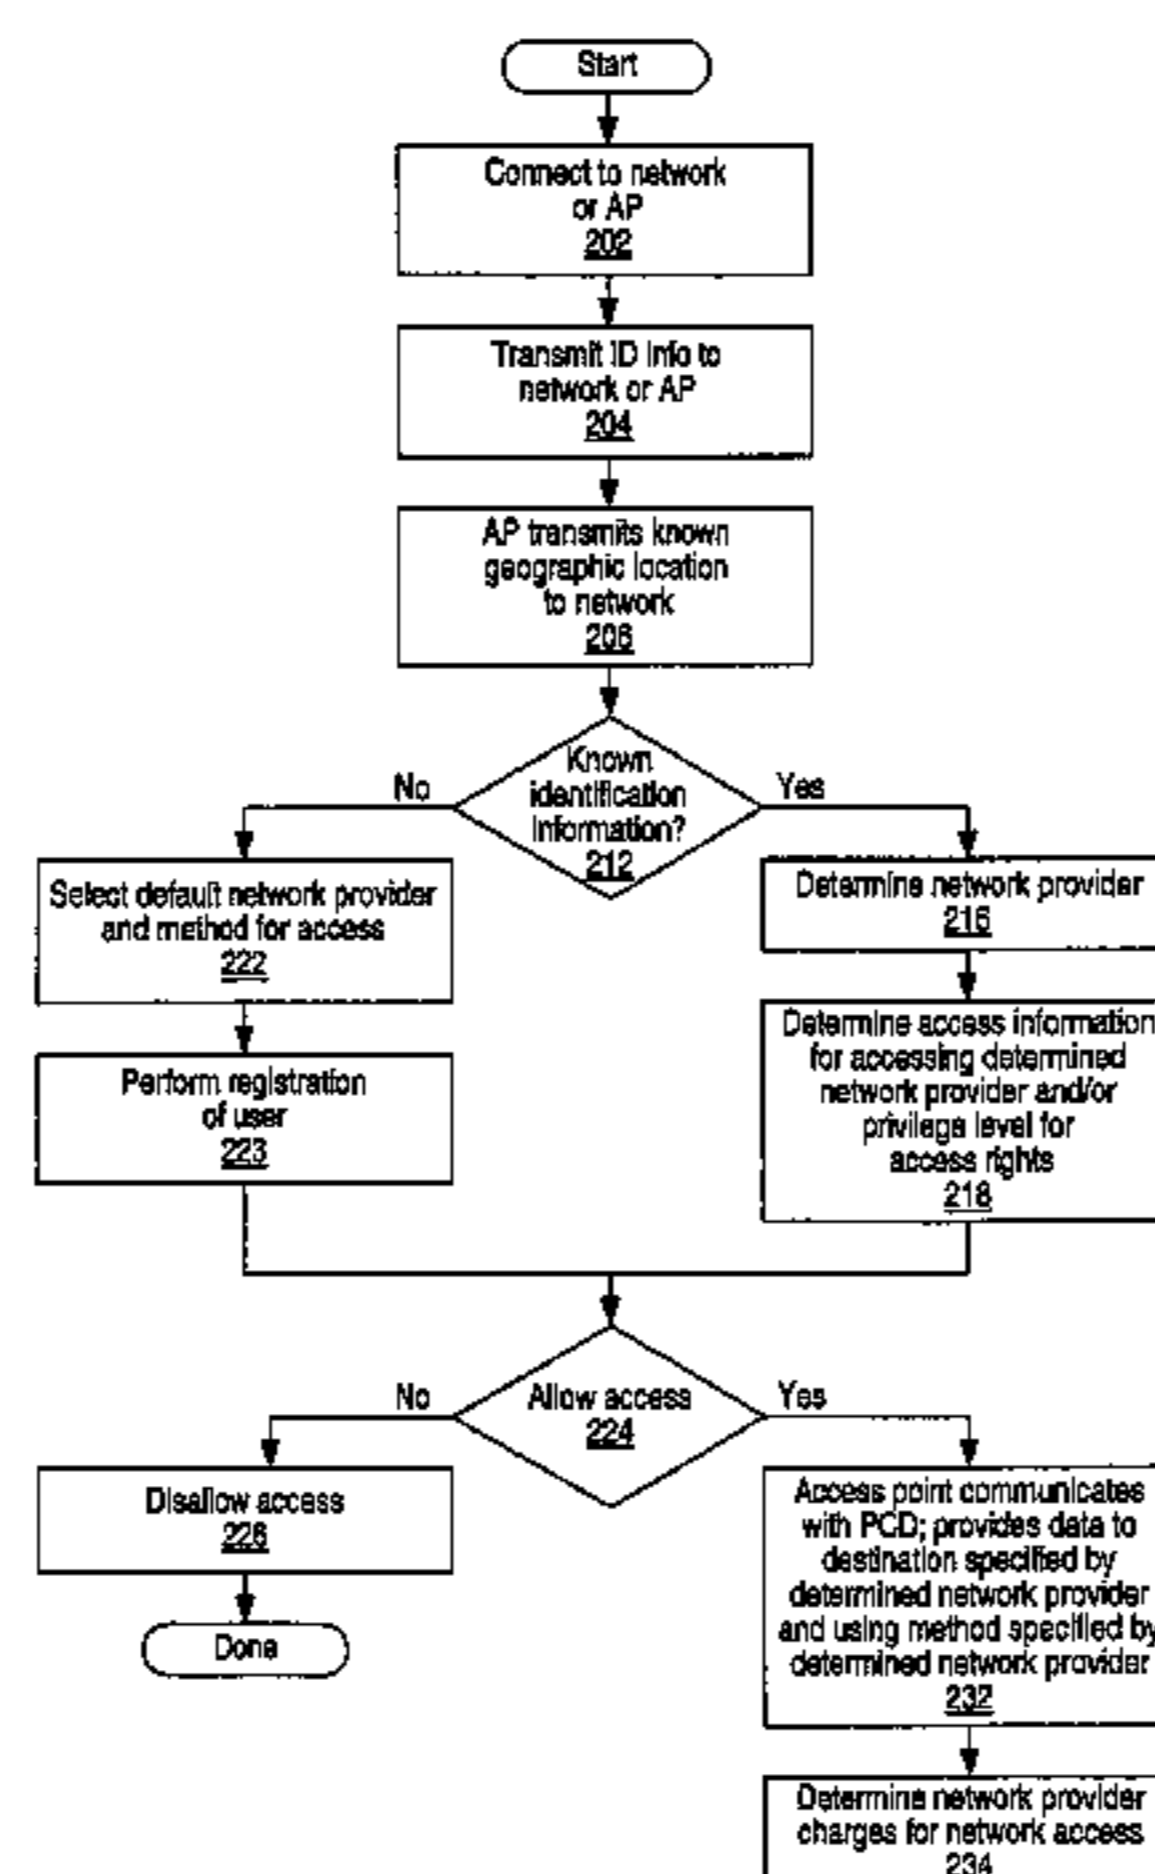 Start
Connect to network
or AP
202
Transmit ID info to
network or AP
204
AP transmits known
geographic location
to network
206
No
Known
identification
information?
212
Yes
Select default network provider
and method for access
222
Determine network provider
216
Perform registration
of user
223
Determine access information
for accessing determined
network provider and/or
privilege level for
access rights
218
No
Allow access
224
Yes
Disallow access
226
Done
Access point communicates
with PCD; provides data to
destination specified by
determined network provider
and using method specified by
determined network provider
232
Determine network provider
charges for network access
234